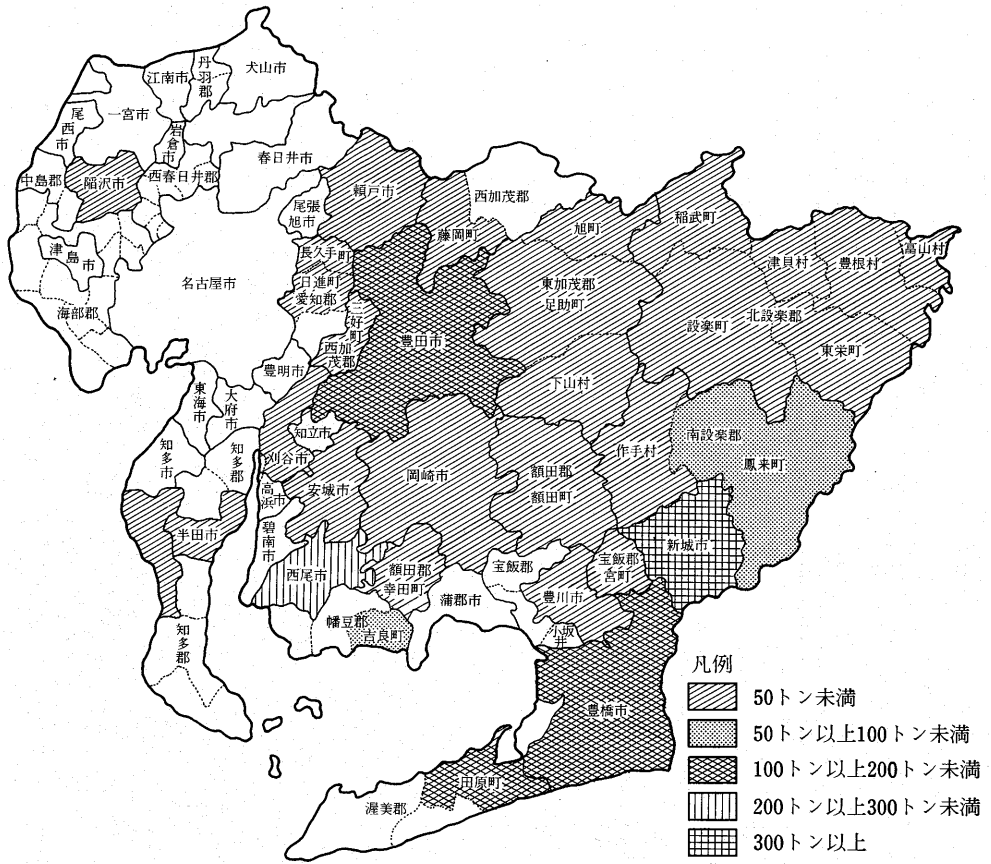 犬山市
丹羽郡
江南市
一宮市
尾西市
岩倉市
春日井市
中島郡
稲沢市
西春日井郡
瀬戸市
西加茂郡
尾張旭市
藤岡町
旭町
稲武町
津島市
長久手町
津具村
豊根村
富山村
名古屋市
日進町
愛知郡
東加茂郡
足助町
海部郡
三好町
西加茂郡
豊田市
設楽町
北設楽郡
東栄町
豊明市
下山村
東海市
大府市
知立市
南設楽郡
作手村
鳳来町
知多市
知多郡
刈谷市
岡崎市
額田郡
額田町
高浜市
安城市
半田市
碧南市
新城市
西尾市
額田郡
幸田町
宝飯郡
宝飯郡
宮町
豊川市
蒲郡市
幡豆郡
吉良町
小坂井
知多郡
豊橋市
田原町
渥美郡
凡例
50トン未満
50トン以上100トン未満
100トン以上200トン未満
200トン以上300トン未満
300トン以上